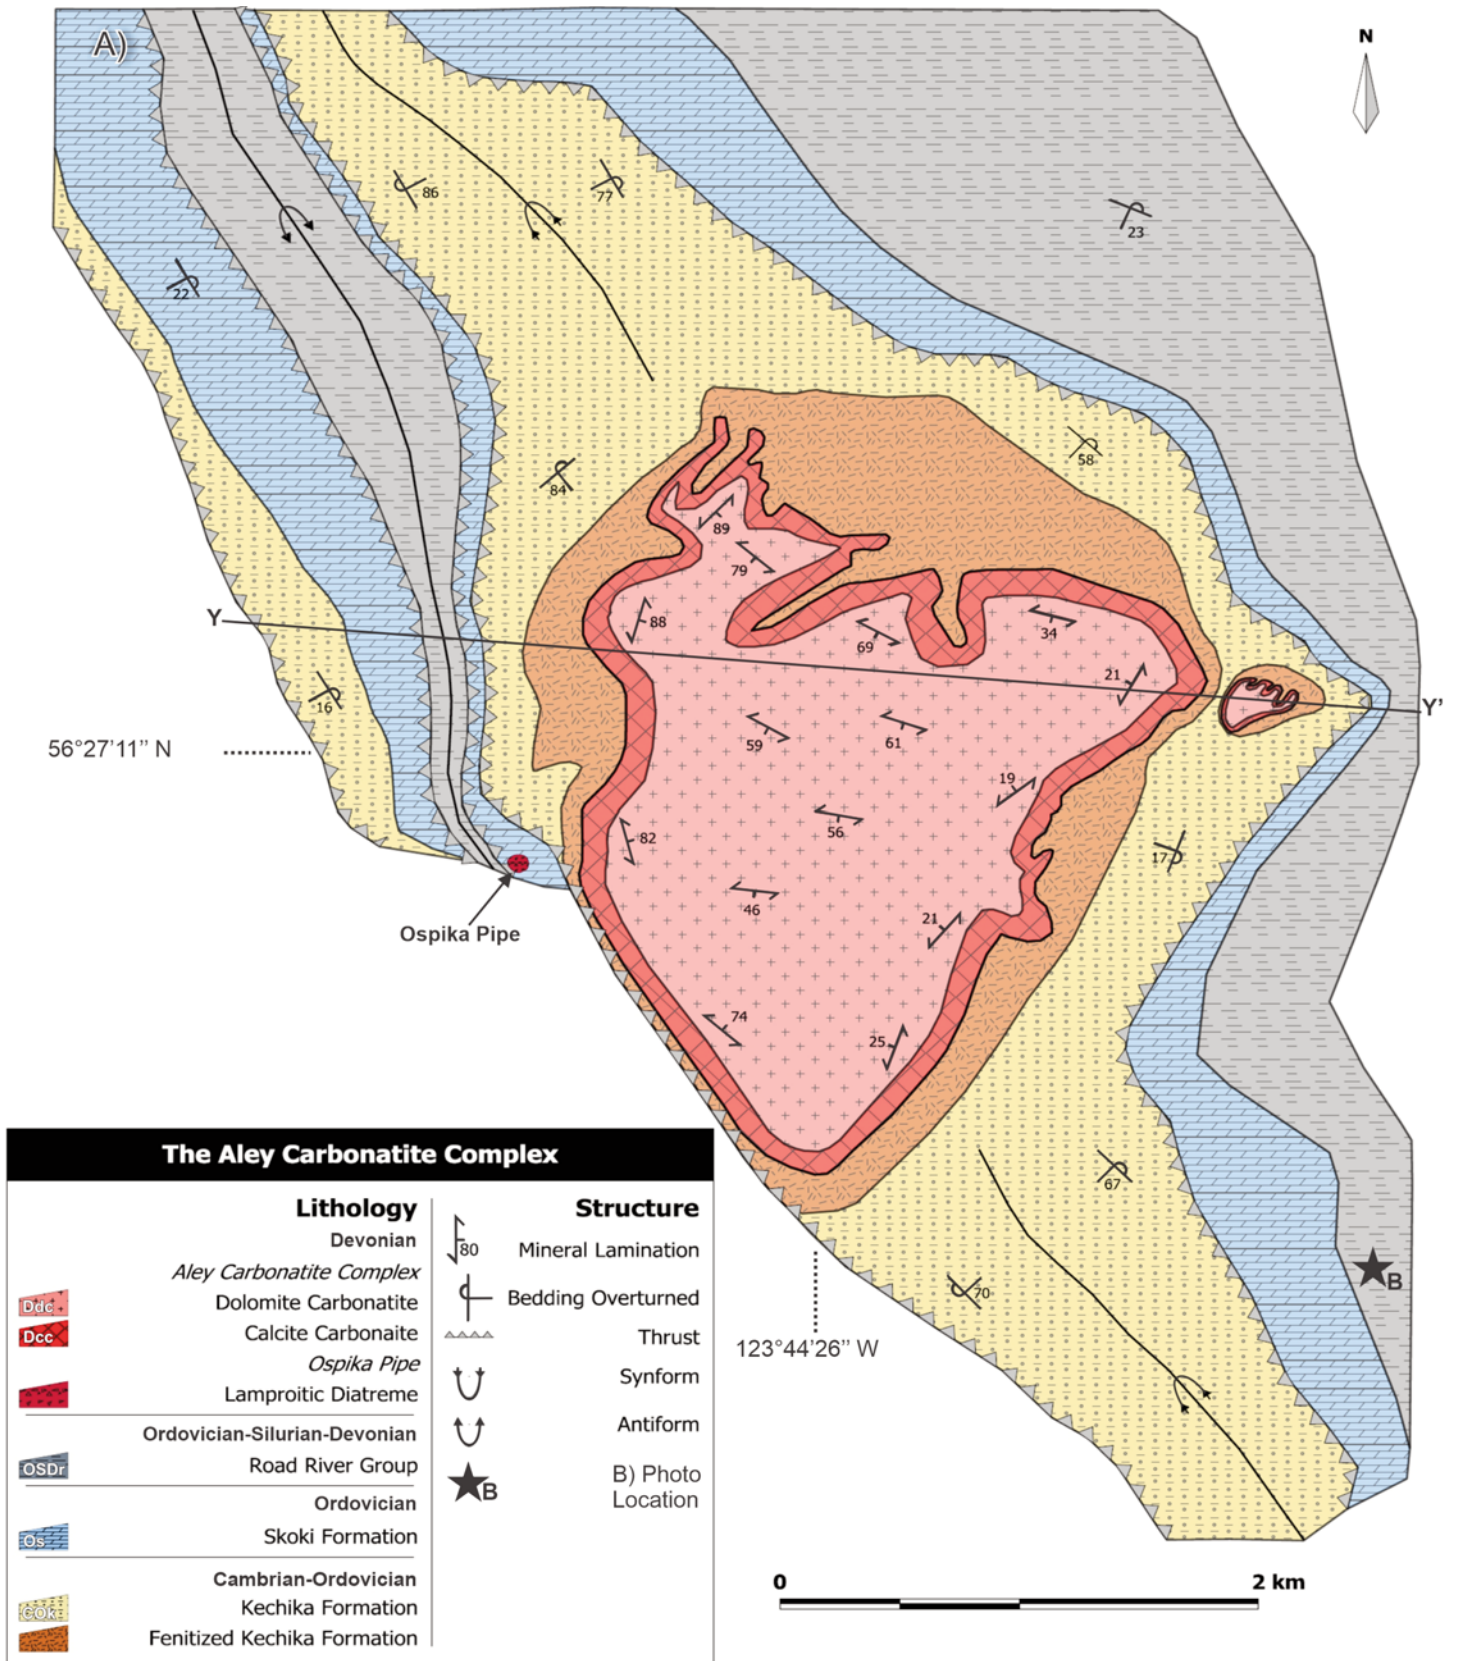 A)
N
86
77
23
22
58
84
89
79
88
69
34
Y
21
16
59
61
Y'
56°27'11'' N
19
56
82
17
46
21
Ospika Pipe
74
25
67
70
B
123°44'26'' W
0 2 km
The Aley Carbonatite Complex
Lithology
Devonian
Aley Carbonatite Complex
Ddc Dolomite Carbonatite
Dcc Calcite Carbonaite
Ospika Pipe
Lamproitic Diatreme
Ordovician-Silurian-Devonian
OSDr Road River Group
Ordovician
Os Skoki Formation
Cambrian-Ordovician
COk Kechika Formation
Fenitized Kechika Formation
Structure
80 Mineral Lamination
Bedding Overturned
Thrust
Synform
Antiform
B B) Photo
Location